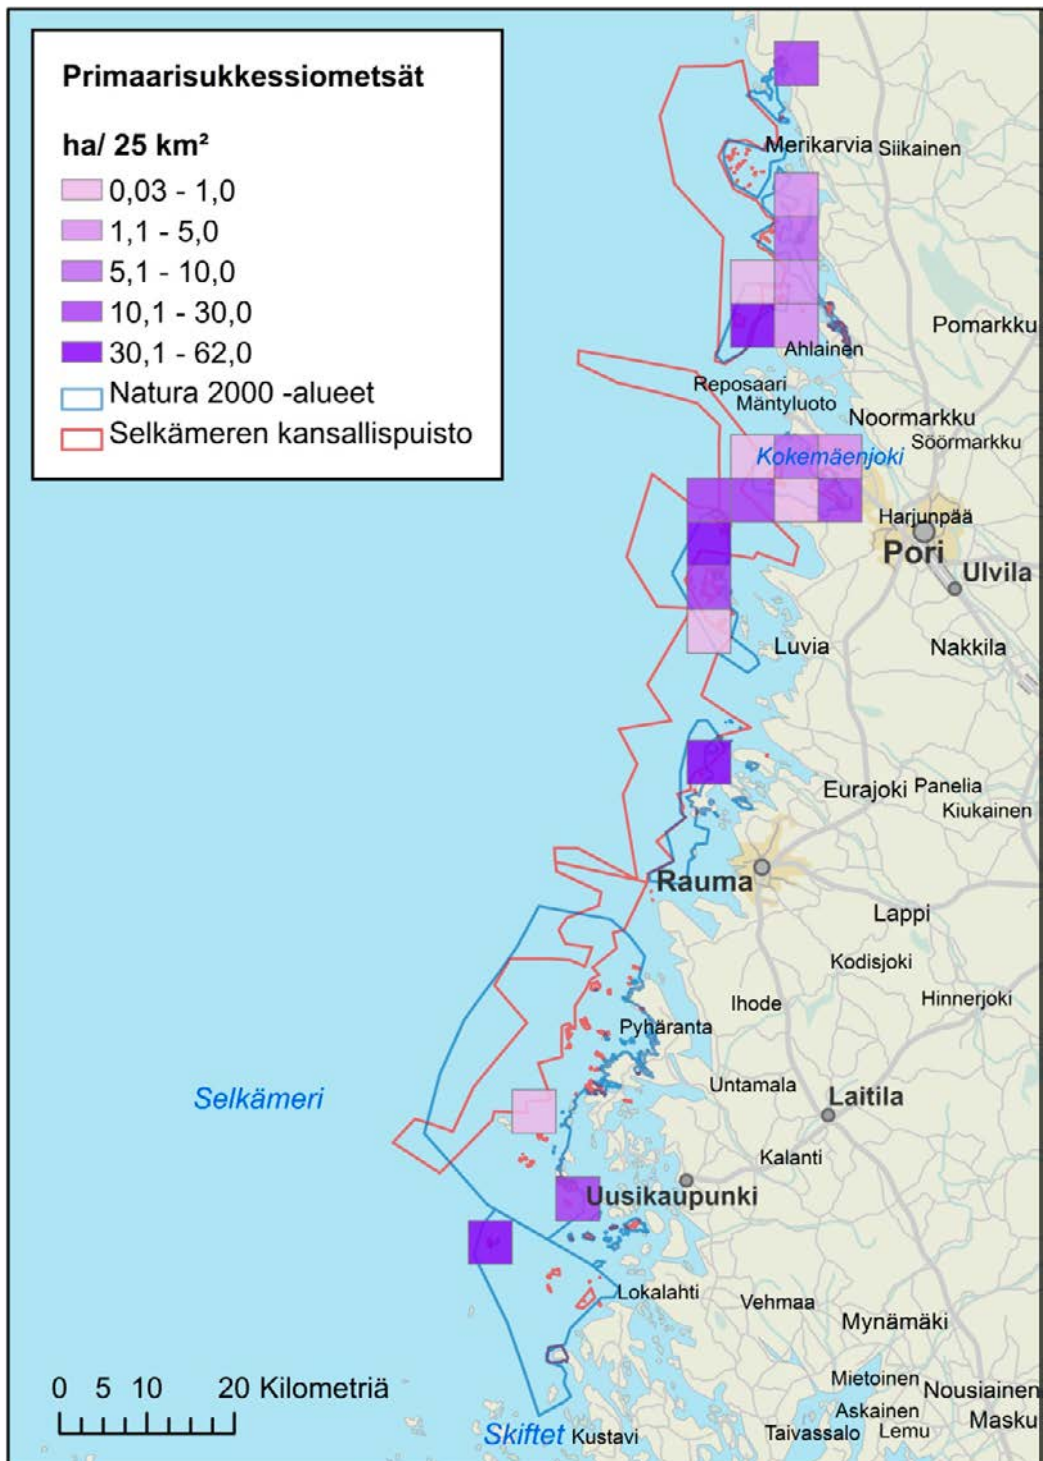 Primaarisukkessiometsät
ha/ 25 km²
0,03 - 1,0
1,1 - 5,0
5,1 - 10,0
10,1 - 30,0
30,1 - 62,0
Natura 2000 -alueet
Selkämeren kansallispuisto
Merikarvia
Siikainen
Pomarkku
Ahlainen
Reposaari
Mäntyluoto
Noormarkku
Söörmarkku
Kokemäenjoki
Harjunpää
Pori
Ulvila
Luvia
Nakkila
Eurajoki
Panelia
Kiukainen
Rauma
Lappi
Kodisjoki
Ihode
Hinnerjoki
Pyhäranta
Untamala
Selkämeri
Laitila
Kalanti
Uusikaupunki
Lokalahti
Vehmaa
Mynämäki
Mietoinen
Nousiainen
Askainen
Masku
Taivassalo
Lemu
Skiftet
Kustavi
0 5 10 20 Kilometriä